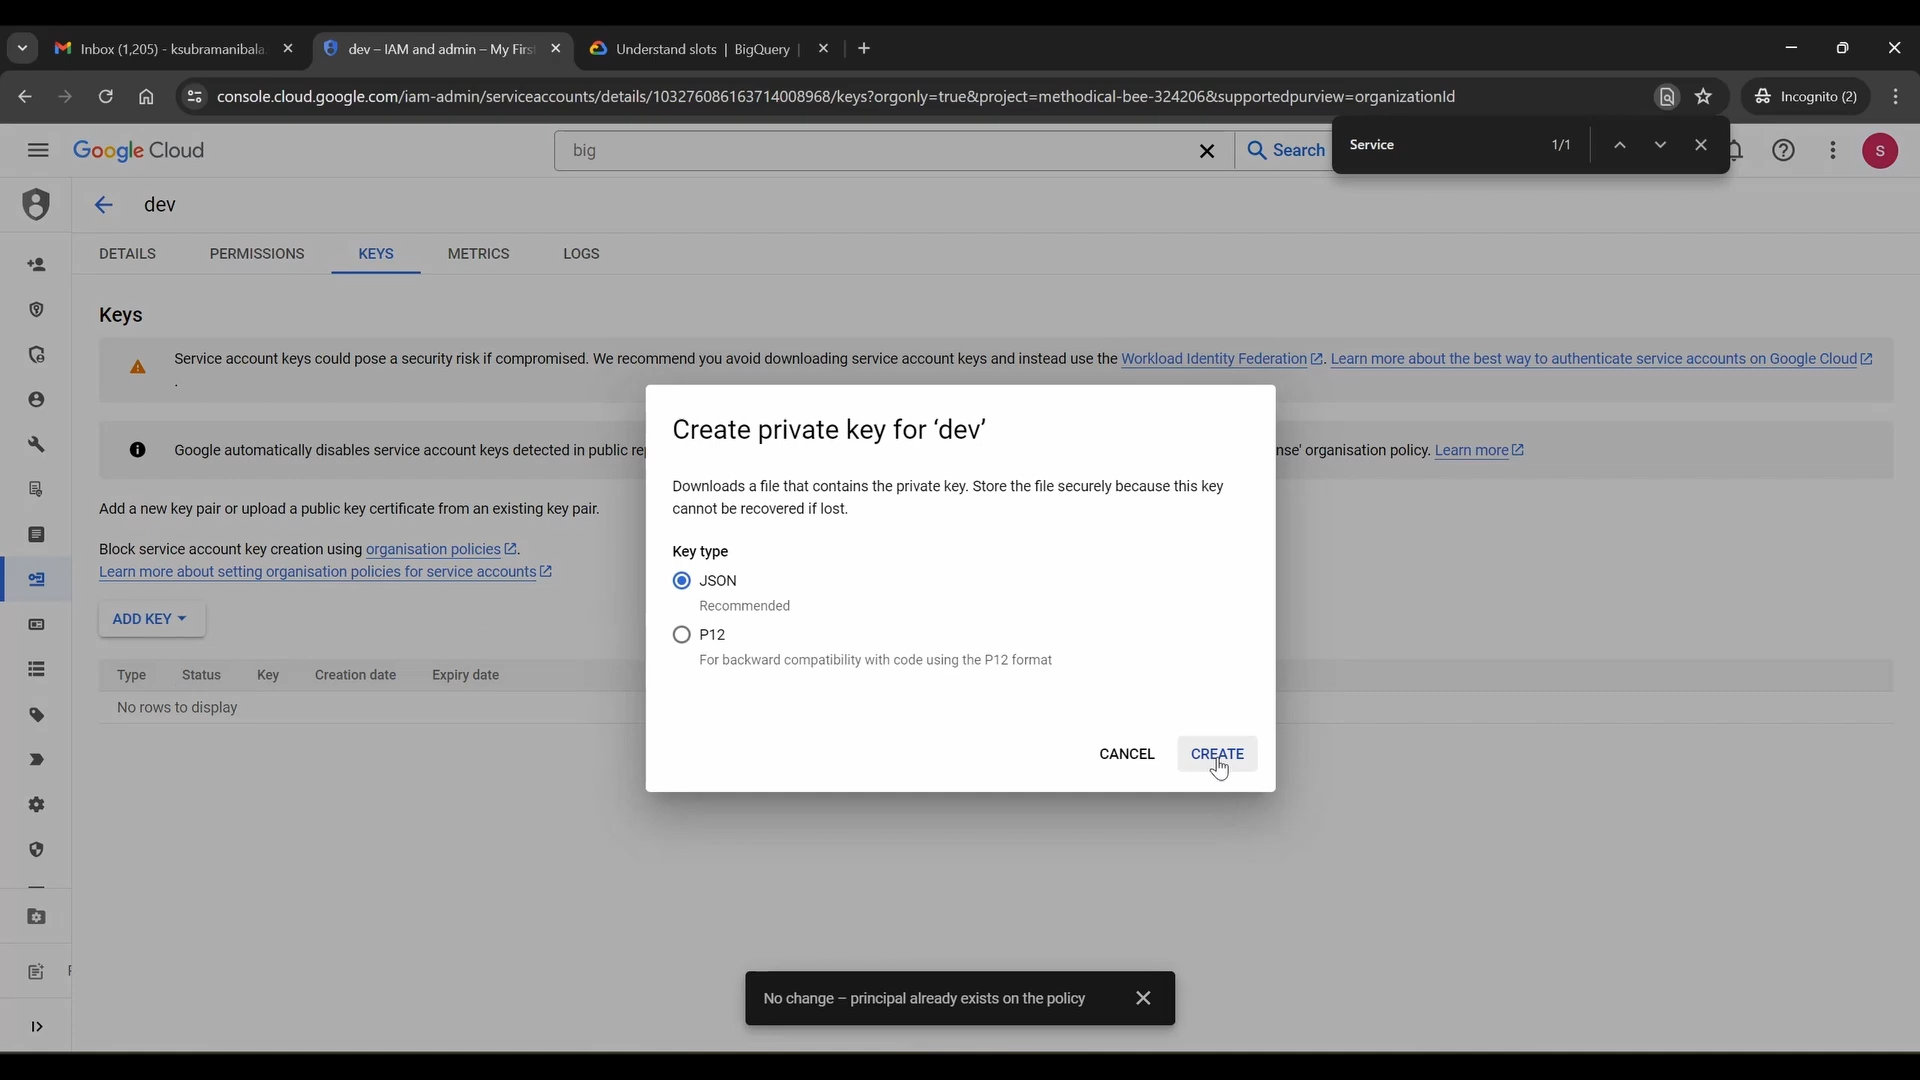 Inbox (1,205) - ksubramanibala
dev – IAM and admin – My Firs
Understand slots | BigQuery |
console.cloud.google.com/iam-admin/serviceaccounts/details/103276086163714008968/keys?orgonly=true&project=methodical-bee-324206&supportedpurview=organizationId
Incognito (2)
Google Cloud
big
Search
Service
1/1
S
dev
DETAILS
PERMISSIONS
KEYS
METRICS
LOGS
Keys
Service account keys could pose a security risk if compromised. We recommend you avoid downloading service account keys and instead use the Workload Identity Federation. Learn more about the best way to authenticate service accounts on Google Cloud
.
Google automatically disables service account keys detected in public re
nse' organisation policy. Learn more
Add a new key pair or upload a public key certificate from an existing key pair.
Block service account key creation using organisation policies.
Learn more about setting organisation policies for service accounts
ADD KEY
Type Status Key Creation date Expiry date
No rows to display
Create private key for ‘dev’
Downloads a file that contains the private key. Store the file securely because this key
cannot be recovered if lost.
Key type
JSON
Recommended
P12
For backward compatibility with code using the P12 format
CANCEL
CREATE
No change – principal already exists on the policy